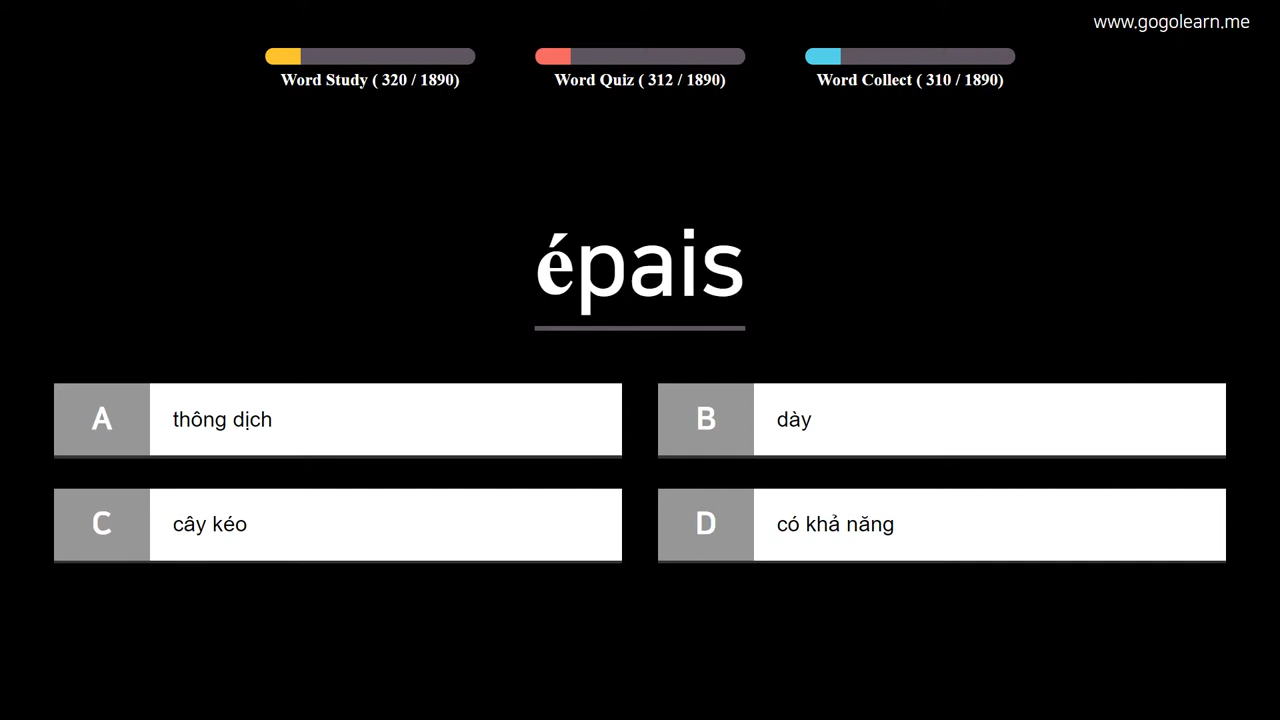 www.gogolearn.me
Word Study ( 320 / 1890)
Word Quiz ( 312 / 1890)
Word Collect ( 310 / 1890)
épais
A thông dịch
B dày
C cây kéo
D có khả năng